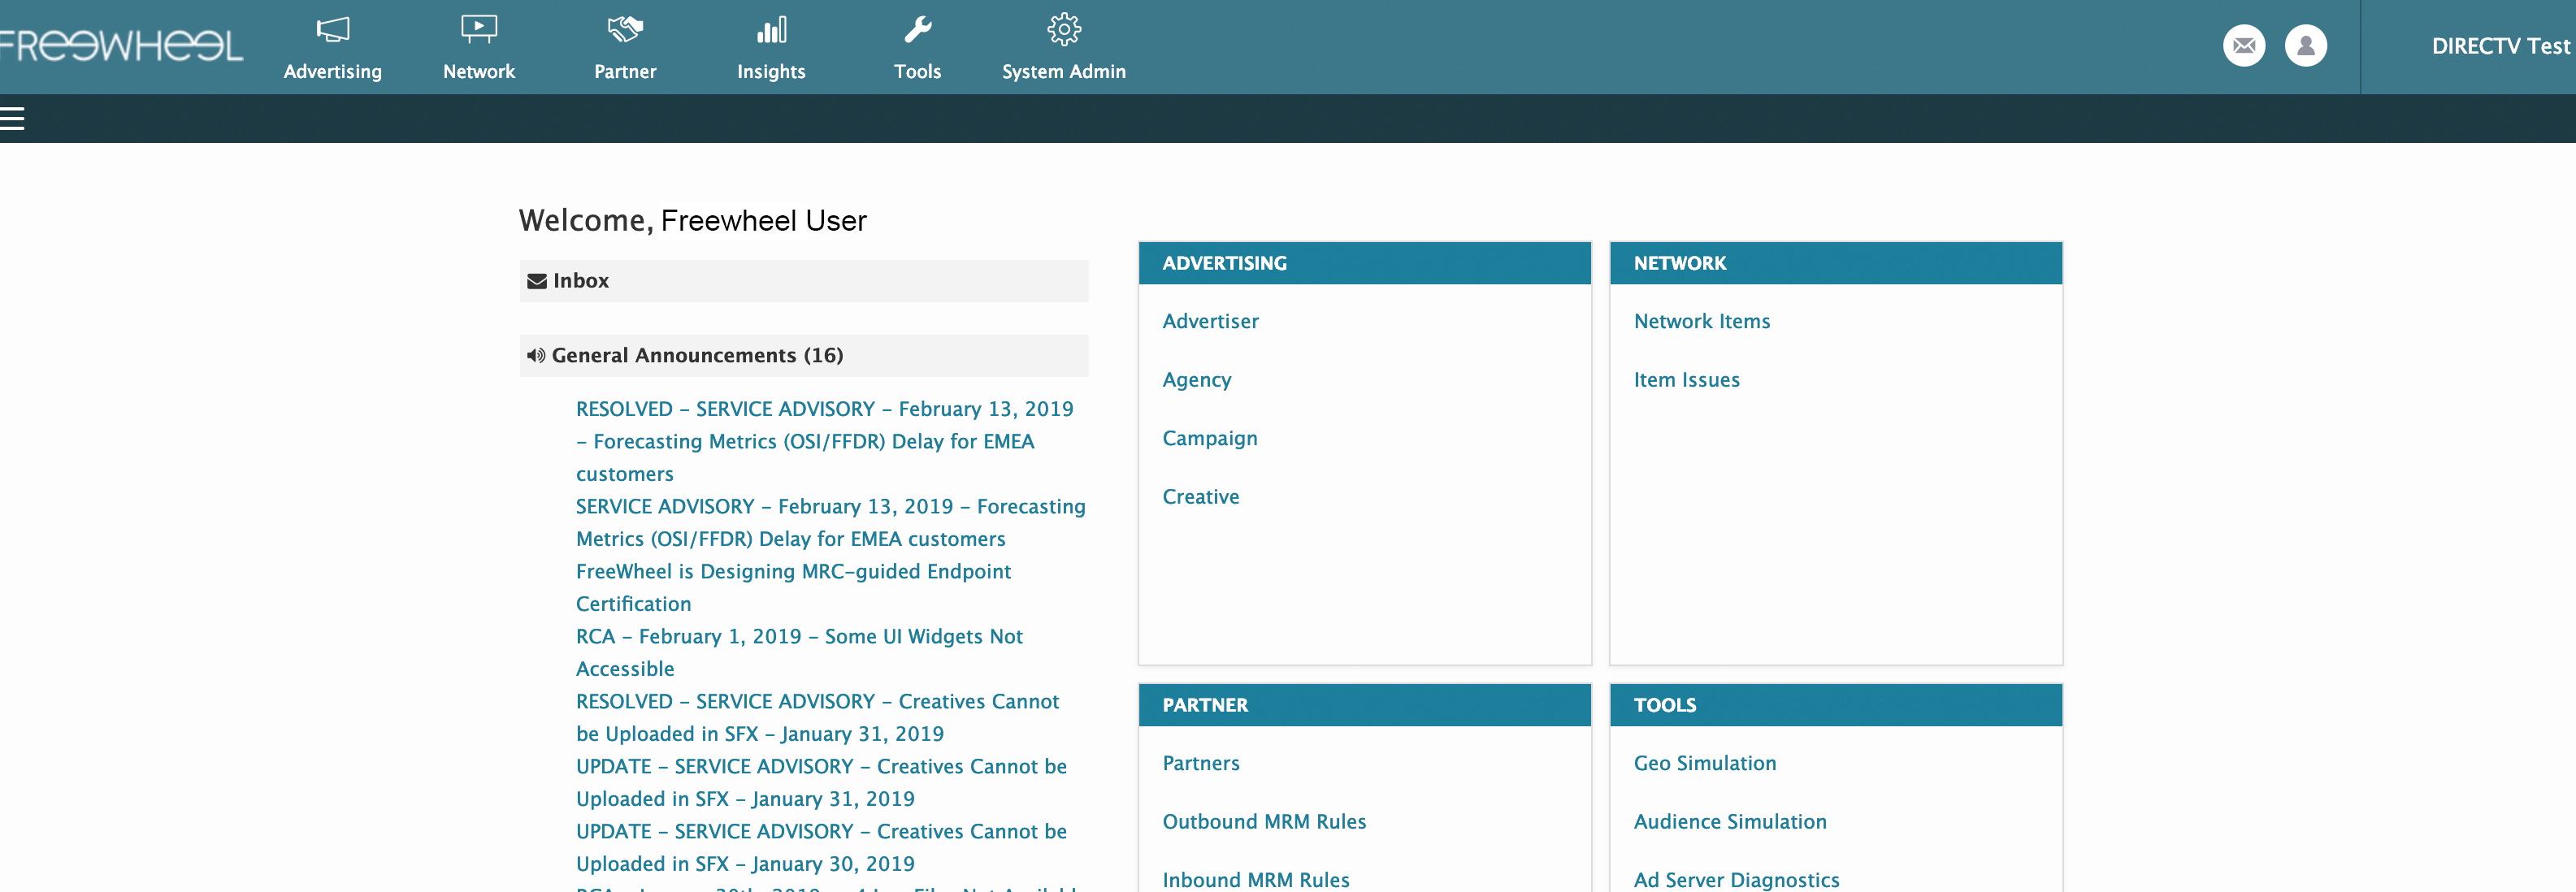 FREEWHEEL
Advertising
Network
Partner
Insights
Tools
System Admin
DIRECTV Test
Welcome, Freewheel User
Inbox
General Announcements (16)
RESOLVED - SERVICE ADVISORY - February 13, 2019
- Forecasting Metrics (OSI/FFDR) Delay for EMEA
customers
SERVICE ADVISORY - February 13, 2019 - Forecasting
Metrics (OSI/FFDR) Delay for EMEA customers
FreeWheel is Designing MRC-guided Endpoint
Certification
RCA - February 1, 2019 - Some UI Widgets Not
Accessible
RESOLVED - SERVICE ADVISORY - Creatives Cannot
be Uploaded in SFX - January 31, 2019
UPDATE - SERVICE ADVISORY - Creatives Cannot be
Uploaded in SFX - January 31, 2019
UPDATE - SERVICE ADVISORY - Creatives Cannot be
Uploaded in SFX - January 30, 2019
ADVERTISING
Advertiser
Agency
Campaign
Creative
NETWORK
Network Items
Item Issues
PARTNER
Partners
Outbound MRM Rules
Inbound MRM Rules
TOOLS
Geo Simulation
Audience Simulation
Ad Server Diagnostics